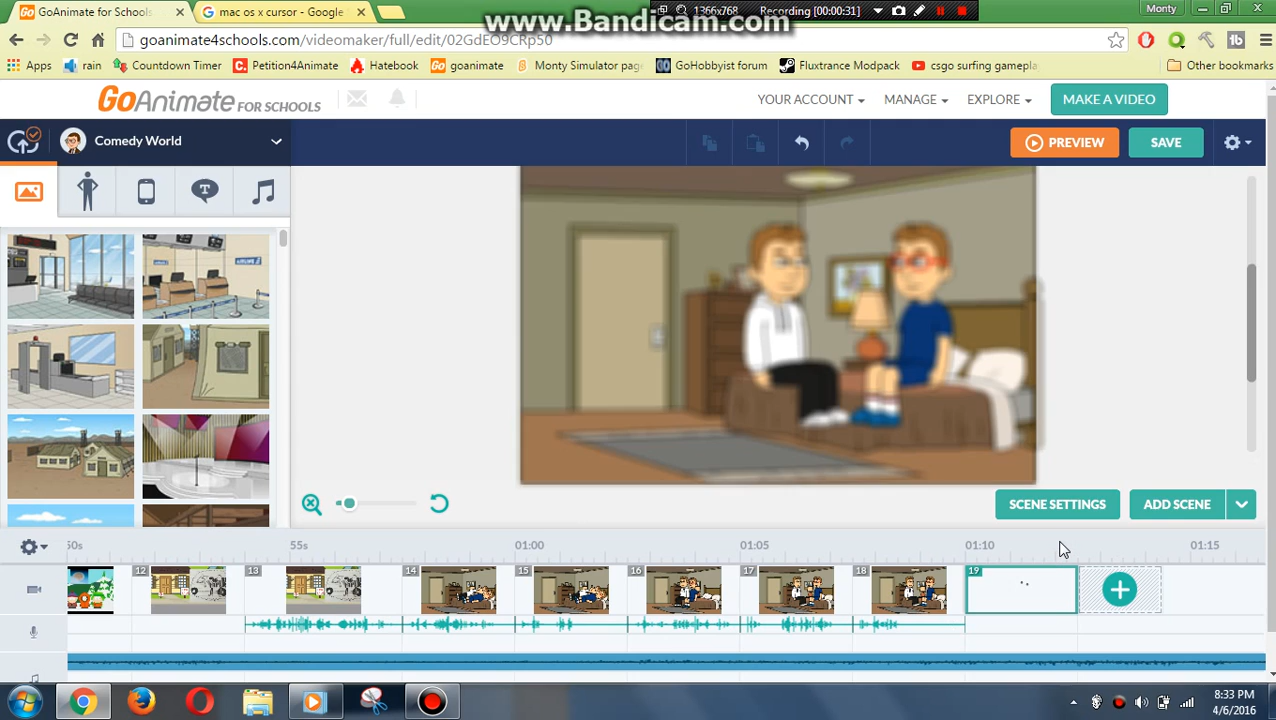 GoAnimate for Schools
mac os x cursor - Google
www.Bandicam.com
1366x768
Recording [00:00:31]
Monty
goanimate4schools.com/videomaker/full/edit/02GdEO9CRp50
Apps
rain
Countdown Timer
Petition4Animate
Hatebook
goanimate
Monty Simulator page
GoHobbyist forum
Fluxtrance Modpack
csgo surfing gamepla
Other bookmarks
GoAnimate FOR SCHOOLS
YOUR ACCOUNT
MANAGE
EXPLORE
MAKE A VIDEO
Comedy World
PREVIEW
SAVE
SCENE SETTINGS
ADD SCENE
50s
55s
01:00
01:05
01:10
01:15
12
13
14
15
16
17
18
19
8:33 PM
4/6/2016